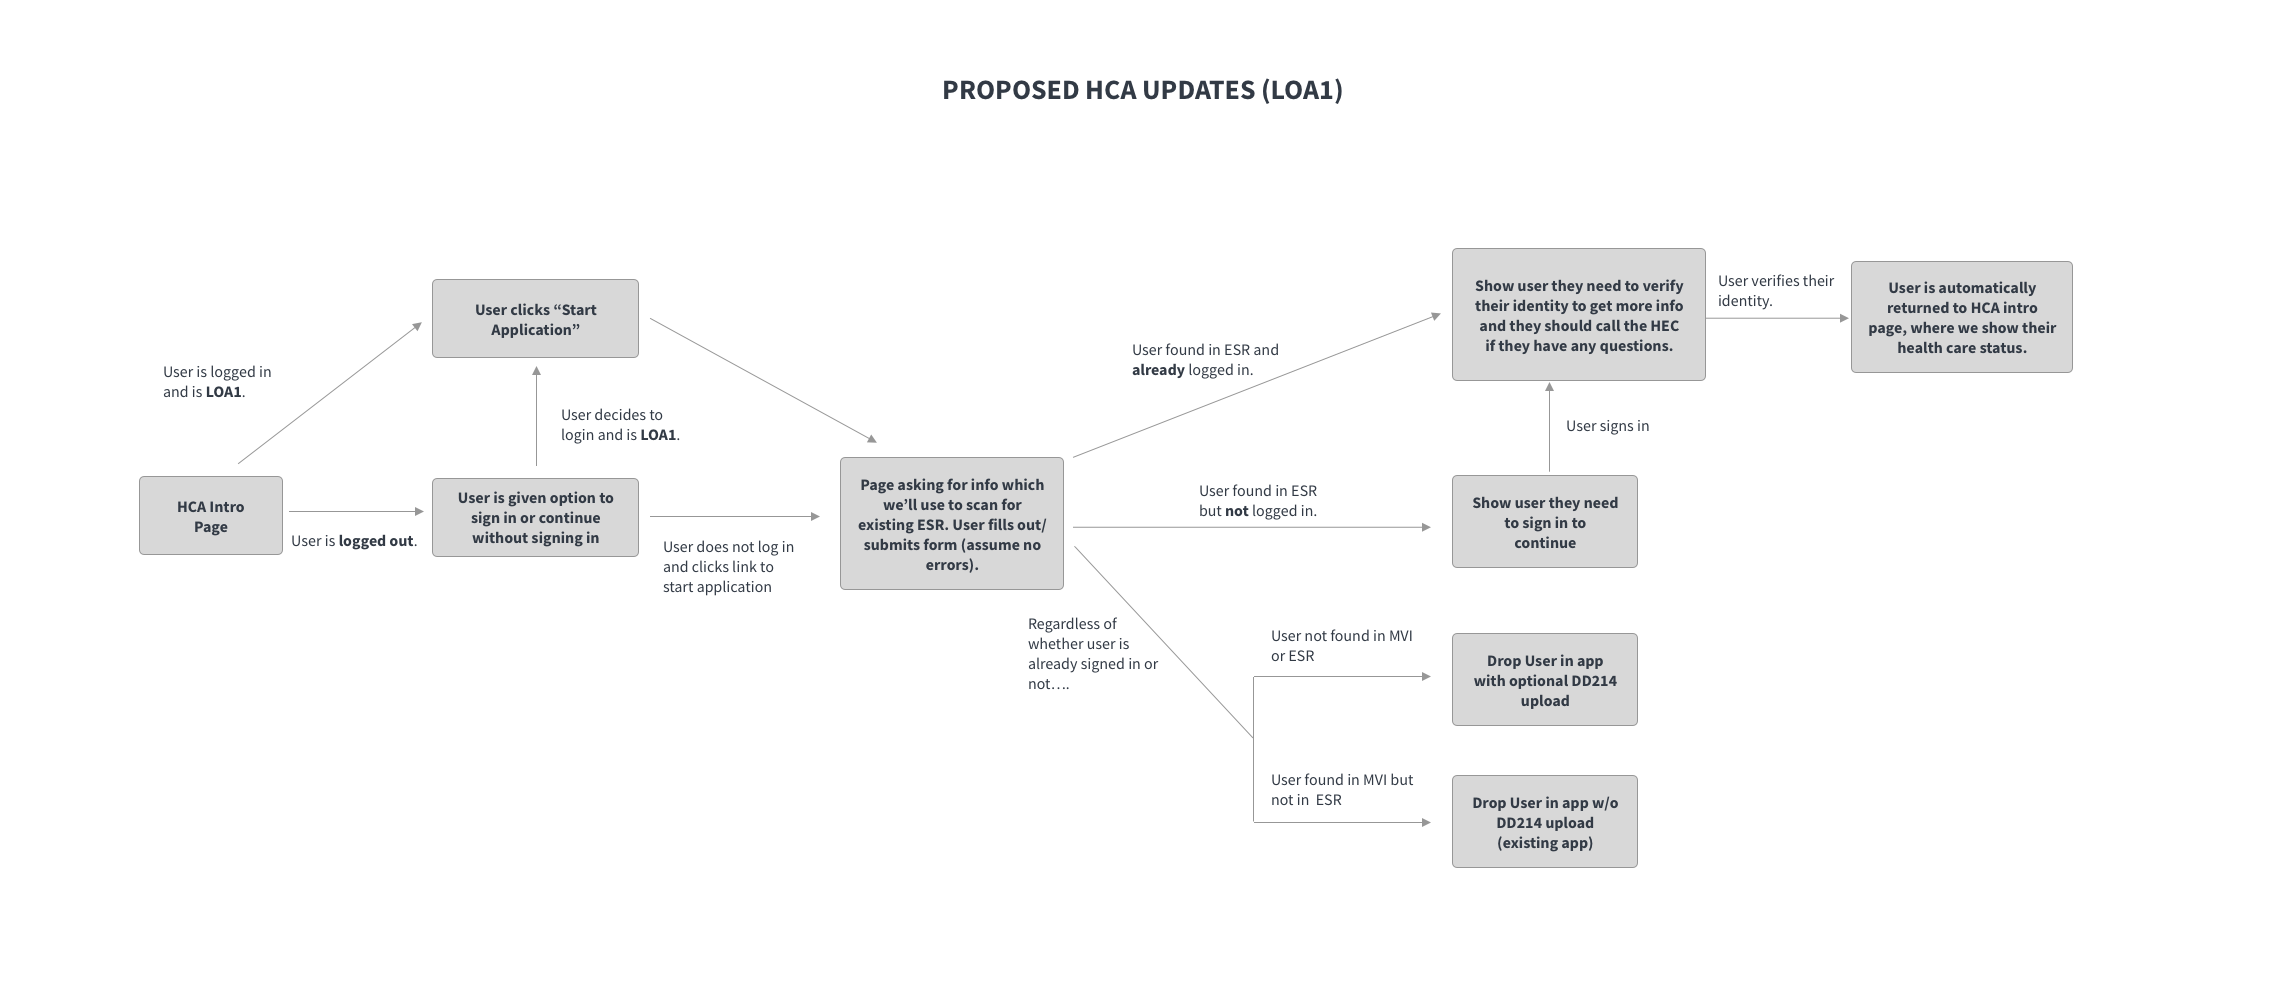 PROPOSED HCA UPDATES (LOA1)
User is logged in
and is LOA1.
HCA Intro
Page
User is logged out.
User clicks “Start
Application”
User decides to
login and is LOA1.
User is given option to
sign in or continue
without signing in
User does not log in
and clicks link to
start application
Page asking for info which
we’ll use to scan for
existing ESR. User fills out/
submits form (assume no
errors).
User found in ESR and
already logged in.
User found in ESR
but not logged in.
Regardless of
whether user is
already signed in or
not….
User not found in MVI
or ESR
User found in MVI but
not in  ESR
Show user they need to verify
their identity to get more info
and they should call the HEC
if they have any questions.
User verifies their
identity.
User is automatically
returned to HCA intro
page, where we show their
health care status.
User signs in
Show user they need
to sign in to
continue
Drop User in app
with optional DD214
upload
Drop User in app w/o
DD214 upload
(existing app)